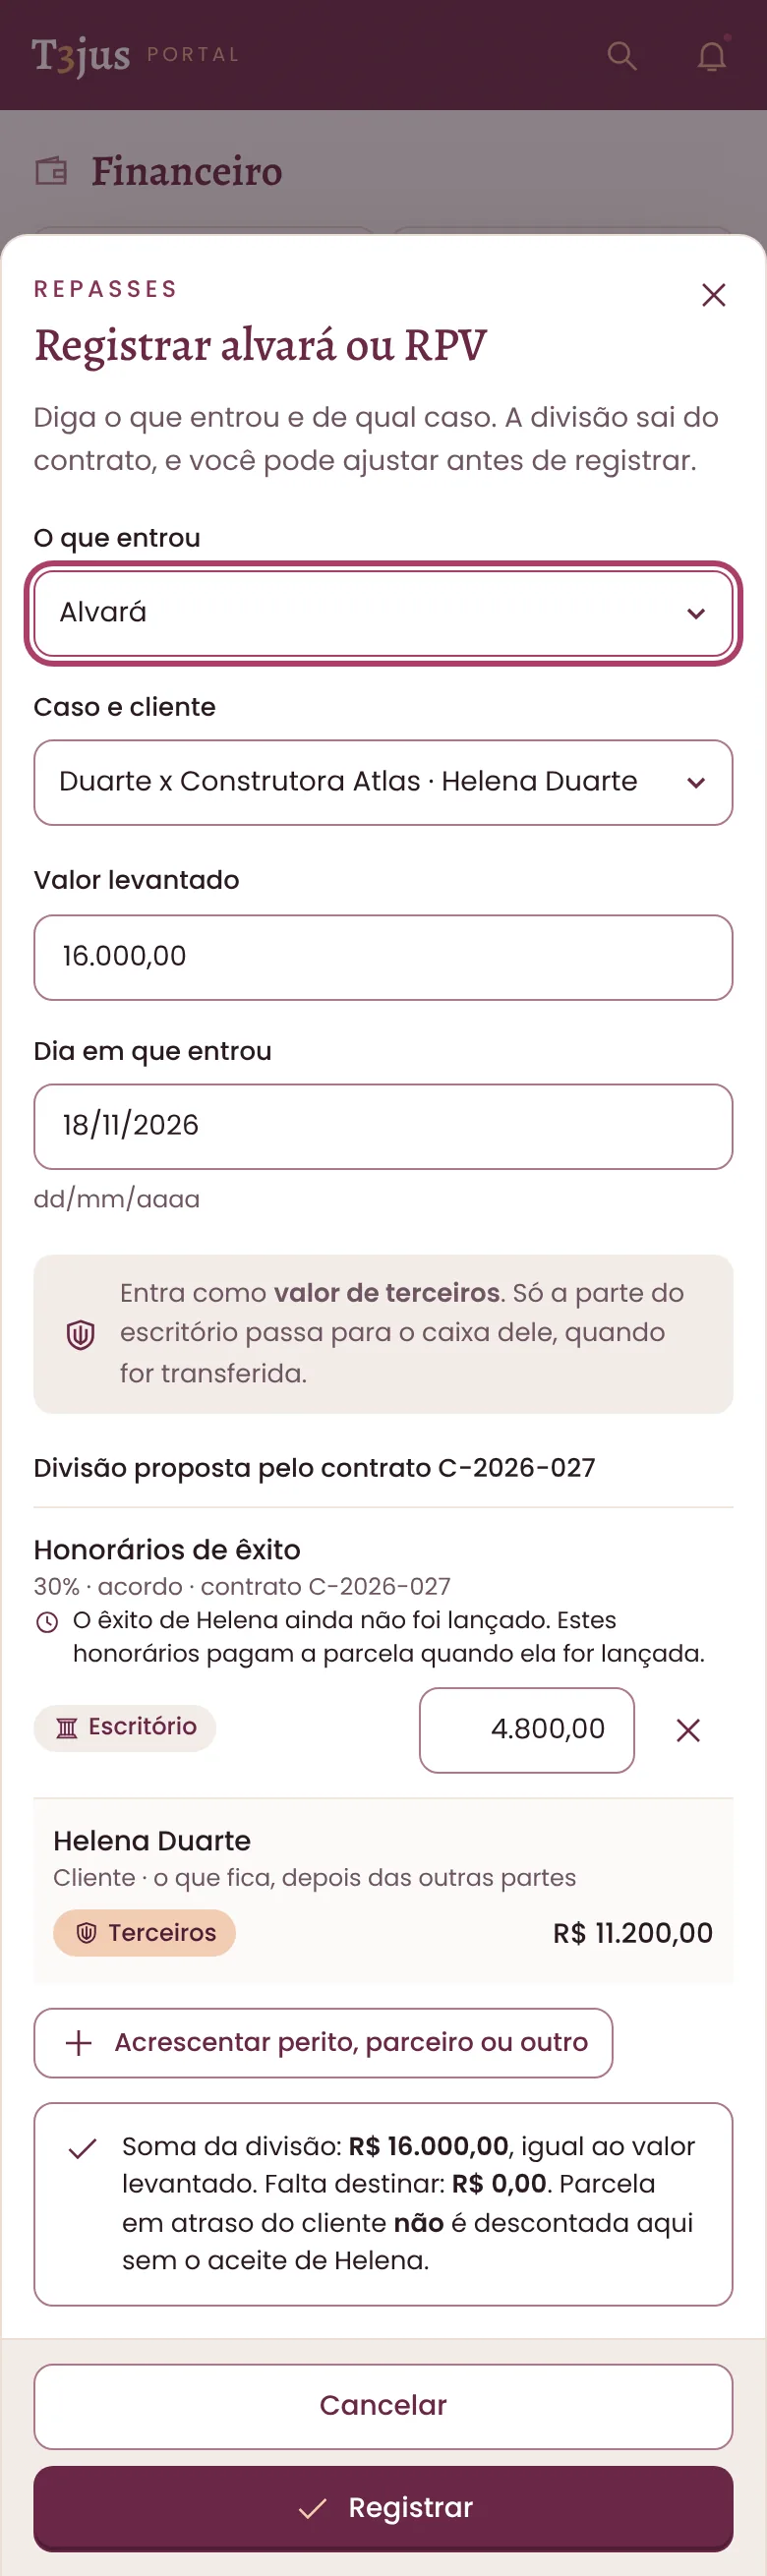 T3jus PORTAL
Financeiro
REPASSES
Registrar alvará ou RPV
Diga o que entrou e de qual caso. A divisão sai do
contrato, e você pode ajustar antes de registrar.
O que entrou
Alvará
Caso e cliente
Duarte x Construtora Atlas · Helena Duarte
Valor levantado
16.000,00
Dia em que entrou
18/11/2026
dd/mm/aaaa
Entra como valor de terceiros. Só a parte do
escritório passa para o caixa dele, quando
for transferida.
Divisão proposta pelo contrato C-2026-027
Honorários de êxito
30% · acordo · contrato C-2026-027
O êxito de Helena ainda não foi lançado. Estes
honorários pagam a parcela quando ela for lançada.
Escritório
4.800,00
Helena Duarte
Cliente · o que fica, depois das outras partes
Terceiros
R$ 11.200,00
Acrescentar perito, parceiro ou outro
Soma da divisão: R$ 16.000,00, igual ao valor
levantado. Falta destinar: R$ 0,00. Parcela
em atraso do cliente não é descontada aqui
sem o aceite de Helena.
Cancelar
Registrar